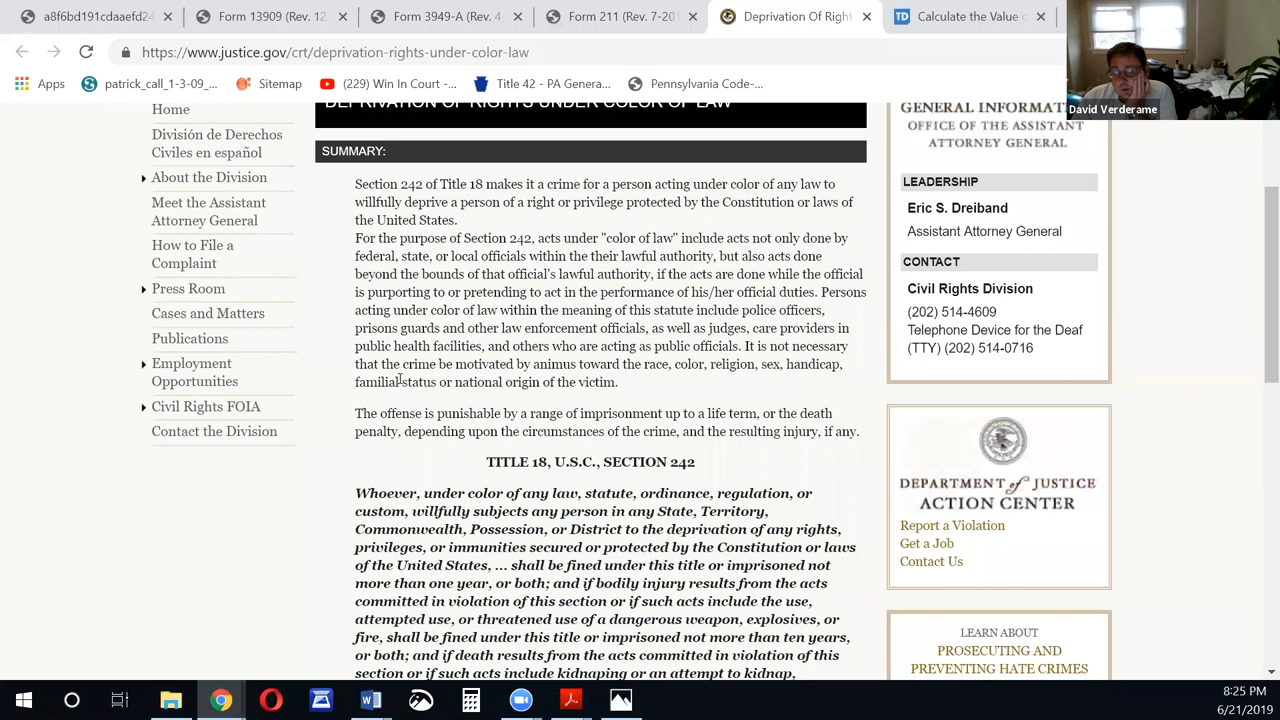 a8f6bd191cdaaefd24
Form 13909 (Rev. 12
Form 3949-A (Rev. 4
Form 211 (Rev. 7-20
Deprivation Of Righ
Calculate the Value o
https://www.justice.gov/crt/deprivation-rights-under-color-law
Apps
patrick_call_1-3-09_...
Sitemap
(229) Win In Court -...
Title 42 - PA Genera...
Pennsylvania Code-...
David Verderame
DEPRIVATION OF RIGHTS UNDER COLOR OF LAW
SUMMARY:
Home
División de Derechos
Civiles en español
About the Division
Meet the Assistant
Attorney General
How to File a
Complaint
Press Room
Cases and Matters
Publications
Employment
Opportunities
Civil Rights FOIA
Contact the Division
Section 242 of Title 18 makes it a crime for a person acting under color of any law to
willfully deprive a person of a right or privilege protected by the Constitution or laws of
the United States.
For the purpose of Section 242, acts under "color of law" include acts not only done by
federal, state, or local officials within the their lawful authority, but also acts done
beyond the bounds of that official's lawful authority, if the acts are done while the official
is purporting to or pretending to act in the performance of his/her official duties. Persons
acting under color of law within the meaning of this statute include police officers,
prisons guards and other law enforcement officials, as well as judges, care providers in
public health facilities, and others who are acting as public officials. It is not necessary
that the crime be motivated by animus toward the race, color, religion, sex, handicap,
familial status or national origin of the victim.
The offense is punishable by a range of imprisonment up to a life term, or the death
penalty, depending upon the circumstances of the crime, and the resulting injury, if any.
TITLE 18, U.S.C., SECTION 242
Whoever, under color of any law, statute, ordinance, regulation, or
custom, willfully subjects any person in any State, Territory,
Commonwealth, Possession, or District to the deprivation of any rights,
privileges, or immunities secured or protected by the Constitution or laws
of the United States, ... shall be fined under this title or imprisoned not
more than one year, or both; and if bodily injury results from the acts
committed in violation of this section or if such acts include the use,
attempted use, or threatened use of a dangerous weapon, explosives, or
fire, shall be fined under this title or imprisoned not more than ten years,
or both; and if death results from the acts committed in violation of this
section or if such acts include kidnaping or an attempt to kidnap,
GENERAL INFORMAT
OFFICE OF THE ASSISTANT
ATTORNEY GENERAL
LEADERSHIP
Eric S. Dreiband
Assistant Attorney General
CONTACT
Civil Rights Division
(202) 514-4609
Telephone Device for the Deaf
(TTY) (202) 514-0716
DEPARTMENT of JUSTICE
ACTION CENTER
Report a Violation
Get a Job
Contact Us
LEARN ABOUT
PROSECUTING AND
PREVENTING HATE CRIMES
8:25 PM
6/21/2019